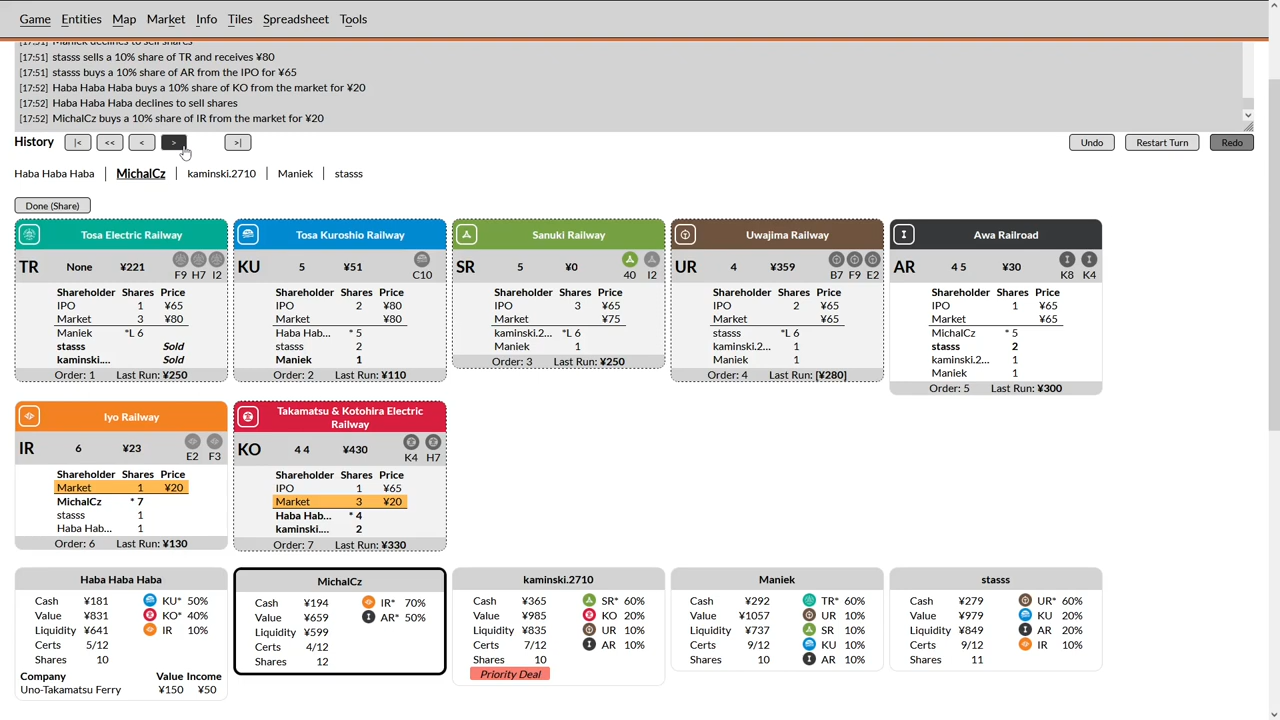 Game Entities Map Market Info Tiles Spreadsheet Tools
[17:51] Maniek declines to sell shares
[17:51] stasss sells a 10% share of TR and receives ¥80
[17:51] stasss buys a 10% share of AR from the IPO for ¥65
[17:52] Haba Haba Haba buys a 10% share of KO from the market for ¥20
[17:52] Haba Haba Haba declines to sell shares
[17:52] MichalCz buys a 10% share of IR from the market for ¥20
History |< << < > >| Undo Restart Turn Redo
Haba Haba Haba MichalCz kaminski.2710 Maniek stasss
Done (Share)
Tosa Electric Railway
TR None ¥221 F9 H7 I2
Shareholder Shares Price
IPO 1 ¥65
Market 3 ¥80
Maniek *L 6
stasss Sold
kaminski.... Sold
Order: 1 Last Run: ¥250
Tosa Kuroshio Railway
KU 5 ¥51 C10
Shareholder Shares Price
IPO 2 ¥80
Market ¥80
Haba Hab... * 5
stasss 2
Maniek 1
Order: 2 Last Run: ¥110
Sanuki Railway
SR 5 ¥0 40 I2
Shareholder Shares Price
IPO 3 ¥65
Market ¥75
kaminski.2... *L 6
Maniek 1
Order: 3 Last Run: ¥250
Uwajima Railway
UR 4 ¥359 B7 F9 E2
Shareholder Shares Price
IPO 2 ¥65
Market ¥65
stasss *L 6
kaminski.2... 1
Maniek 1
Order: 4 Last Run: [¥280]
Awa Railroad
AR 4 5 ¥30 K8 K4
Shareholder Shares Price
IPO 1 ¥65
Market ¥65
MichalCz * 5
stasss 2
kaminski.2... 1
Maniek 1
Order: 5 Last Run: ¥300
Iyo Railway
IR 6 ¥23 E2 F3
Shareholder Shares Price
Market 1 ¥20
MichalCz * 7
stasss 1
Haba Hab... 1
Order: 6 Last Run: ¥130
Takamatsu & Kotohira Electric
Railway
KO 4 4 ¥430 K4 H7
Shareholder Shares Price
IPO 1 ¥65
Market 3 ¥20
Haba Hab... * 4
kaminski.... 2
Order: 7 Last Run: ¥330
Haba Haba Haba
Cash ¥181 KU* 50%
Value ¥831 KO* 40%
Liquidity ¥641 IR 10%
Certs 5/12
Shares 10
Company Value Income
Uno-Takamatsu Ferry ¥150 ¥50
MichalCz
Cash ¥194 IR* 70%
Value ¥659 AR* 50%
Liquidity ¥599
Certs 4/12
Shares 12
kaminski.2710
Cash ¥365 SR* 60%
Value ¥985 KO 20%
Liquidity ¥835 UR 10%
Certs 7/12 AR 10%
Shares 10
Priority Deal
Maniek
Cash ¥292 TR* 60%
Value ¥1057 UR 10%
Liquidity ¥737 SR 10%
Certs 9/12 KU 10%
Shares 10 AR 10%
stasss
Cash ¥279 UR* 60%
Value ¥979 KU 20%
Liquidity ¥849 AR 20%
Certs 9/12 IR 10%
Shares 11